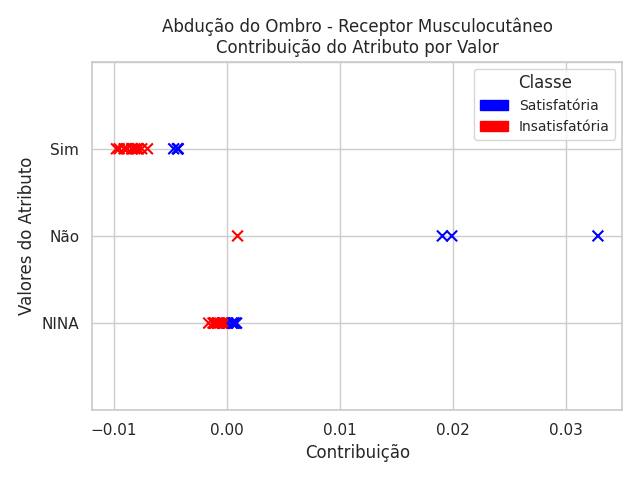 Abdução do Ombro - Receptor Musculocutâneo
Contribuição do Atributo por Valor
Classe
Satisfatória
Insatisfatória
Valores do Atributo
Sim
Não
NINA
−0.01
0.00
0.01
0.02
0.03
Contribuição